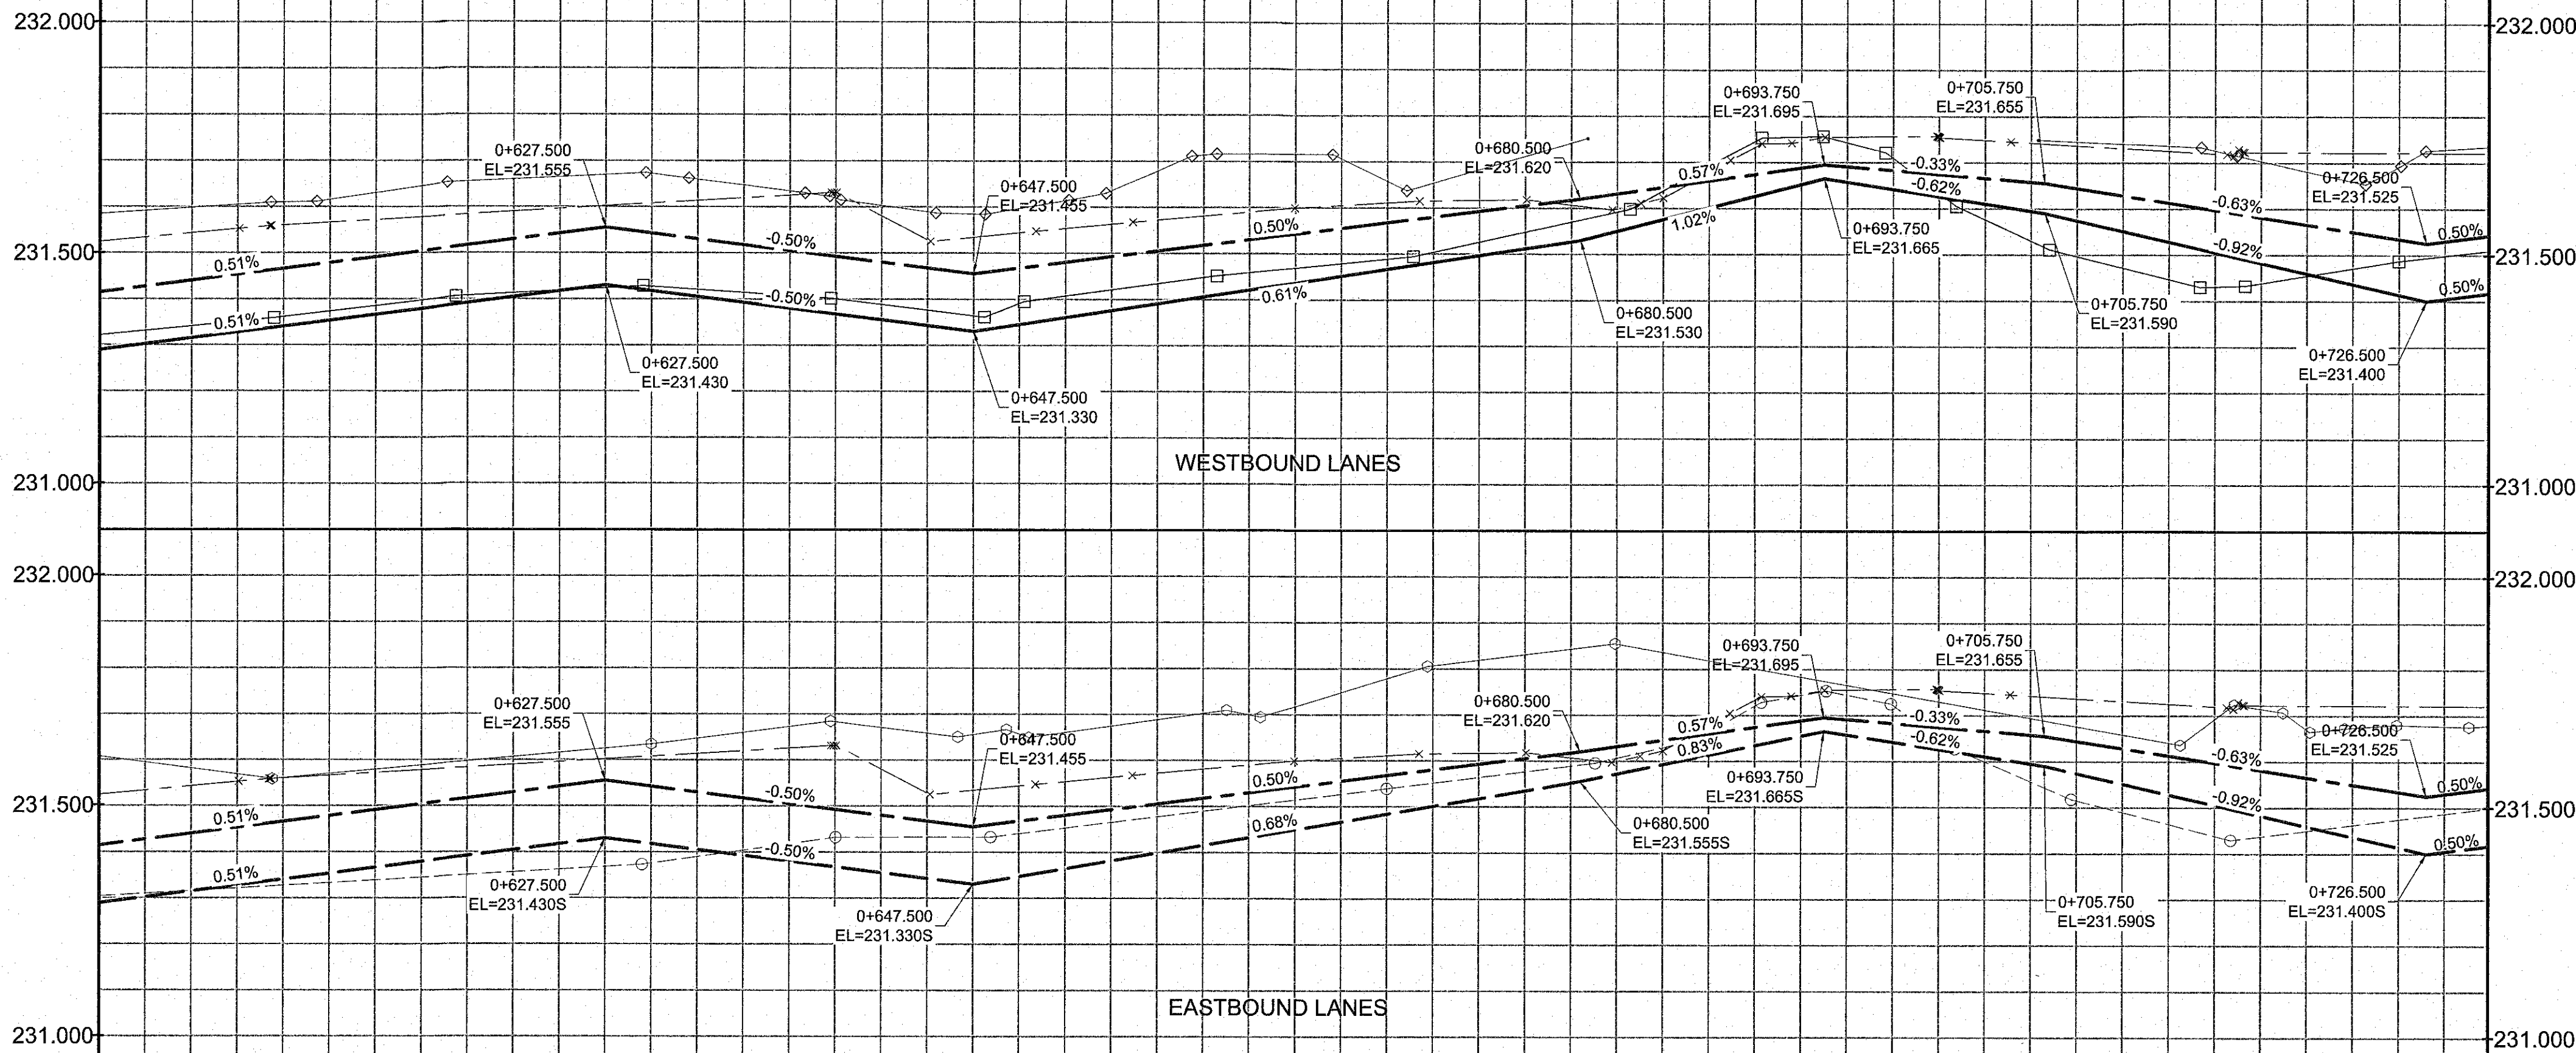 232.000
232.000
0+693.750
EL=231.695
0+705.750
EL=231.655
0+627.500
EL=231.555
0+680.500
EL=231.620
0+647.500
EL=231.455
0.57%
-0.33%
-0.62%
0+726.500
EL=231.525
231.500
0.51%
-0.50%
0.50%
1.02%
0+693.750
EL=231.665
-0.63%
-0.92%
0.50%
231.500
0.51%
-0.50%
0.61%
0+680.500
EL=231.530
0+705.750
EL=231.590
0.50%
0+627.500
EL=231.430
0+726.500
EL=231.400
0+647.500
EL=231.330
WESTBOUND LANES
231.000
231.000
232.000
232.000
0+693.750
EL=231.695
0+705.750
EL=231.655
0+627.500
EL=231.555
0+680.500
EL=231.620
0+647.500
EL=231.455
0.57%
-0.33%
0.83%
-0.62%
0+726.500
EL=231.525
-0.63%
0.50%
0+693.750
EL=231.665S
0.50%
-0.50%
231.500
0.51%
-0.92%
231.500
0.68%
0+680.500
EL=231.555S
0.51%
-0.50%
0.50%
0+627.500
EL=231.430S
0+647.500
EL=231.330S
0+705.750
EL=231.590S
0+726.500
EL=231.400S
EASTBOUND LANES
231.000
231.000